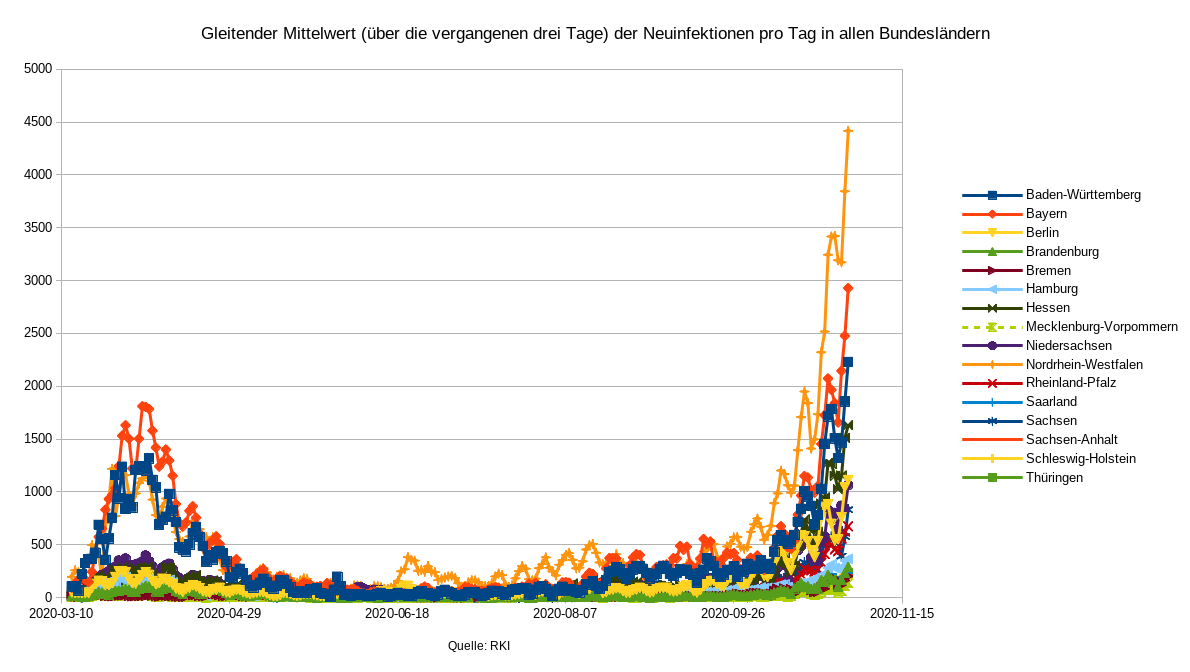 Gleitender Mittelwert (über die vergangenen drei Tage) der Neuinfektionen pro Tag in allen Bundesländern
5000
4500
4000
3500
3000
2500
2000
1500
1000
500
0
2020-03-10 2020-04-29 2020-06-18 2020-08-07 2020-09-26 2020-11-15
Quelle: RKI
Baden-Württemberg
Bayern
Berlin
Brandenburg
Bremen
Hamburg
Hessen
Mecklenburg-Vorpommern
Niedersachsen
Nordrhein-Westfalen
Rheinland-Pfalz
Saarland
Sachsen
Sachsen-Anhalt
Schleswig-Holstein
Thüringen